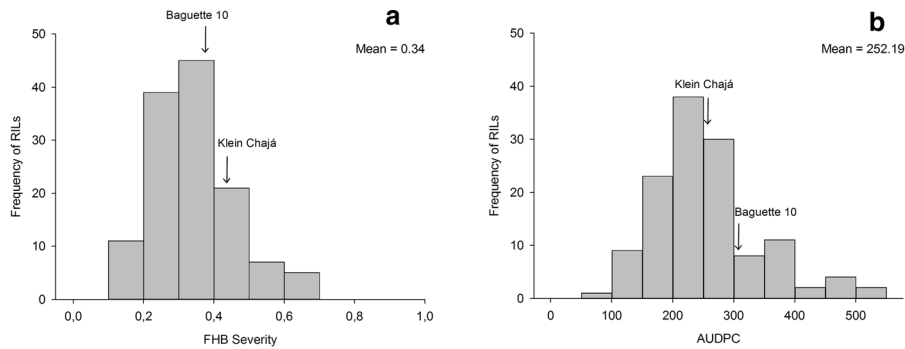 a
Baguette 10
Mean = 0.34
50
40
30
20
10
0
Klein Chajá
Frequency of RILs
0,0 0,2 0,4 0,6 0,8 1,0
FHB Severity
b
Mean = 252.19
50
40
30
20
10
0
Klein Chajá
Baguette 10
Frequency of RILs
0 100 200 300 400 500
AUDPC